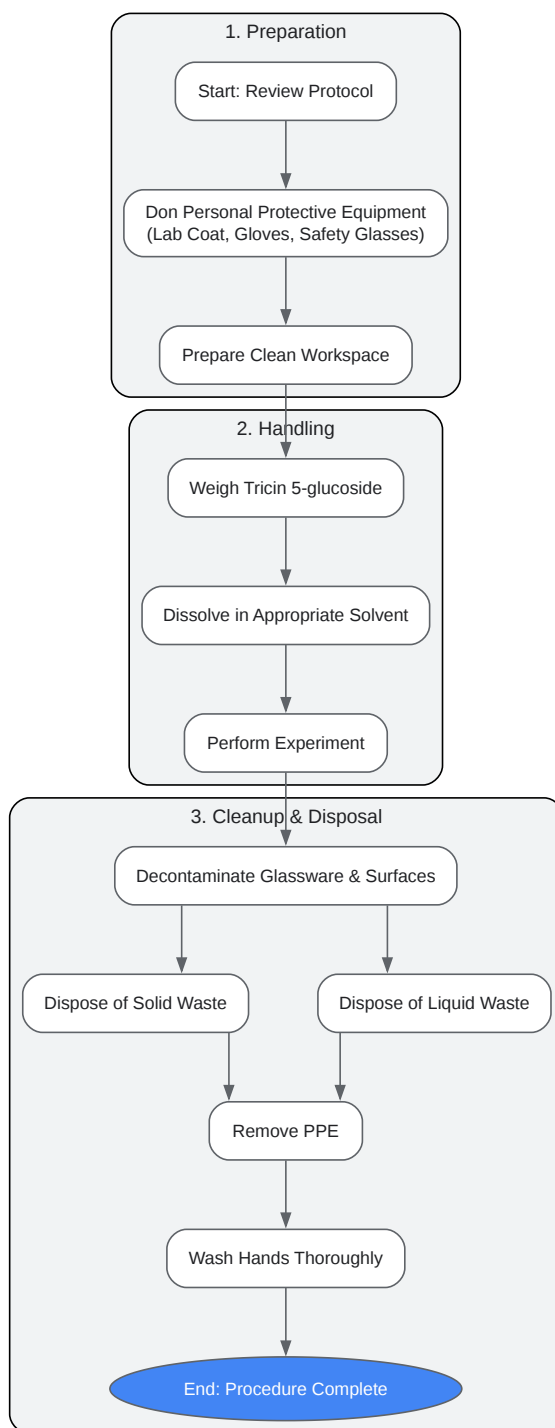 1. Preparation
Start: Review Protocol
Don Personal Protective Equipment
(Lab Coat, Gloves, Safety Glasses)
Prepare Clean Workspace
2. Handling
Weigh Tricin 5-glucoside
Dissolve in Appropriate Solvent
Perform Experiment
3. Cleanup & Disposal
Decontaminate Glassware & Surfaces
Dispose of Solid Waste
Dispose of Liquid Waste
Remove PPE
Wash Hands Thoroughly
End: Procedure Complete